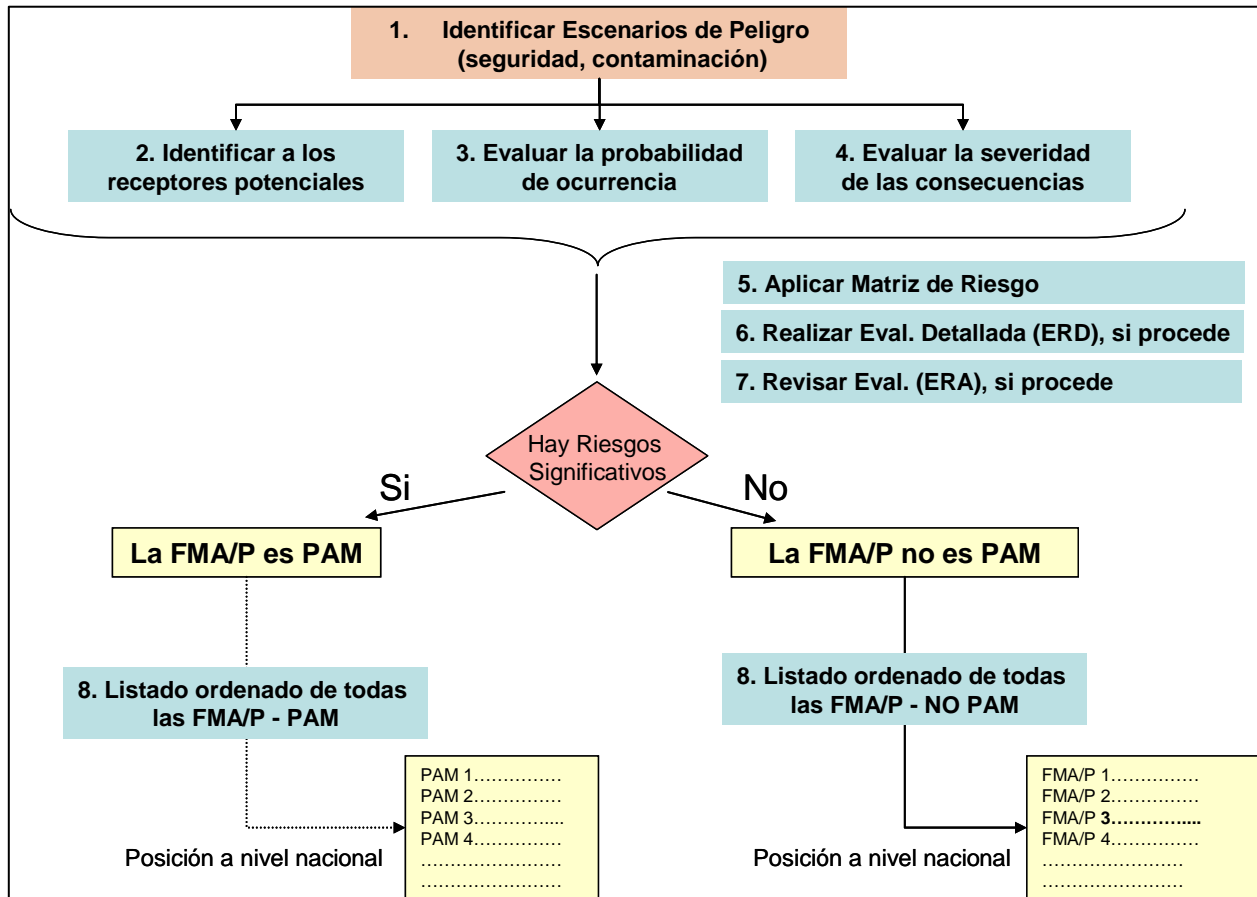 1. Identificar Escenarios de Peligro
(seguridad, contaminación)
2. Identificar a los
receptores potenciales
3. Evaluar la probabilidad
de ocurrencia
4. Evaluar la severidad
de las consecuencias
5. Aplicar Matriz de Riesgo
6. Realizar Eval. Detallada (ERD), si procede
7. Revisar Eval. (ERA), si procede
Hay Riesgos
Significativos
Si
No
La FMA/P es PAM
La FMA/P no es PAM
8. Listado ordenado de todas
las FMA/P - PAM
8. Listado ordenado de todas
las FMA/P - NO PAM
PAM 1……………
PAM 2……………
PAM 3…………....
PAM 4……………
……………………
……………………
Posición a nivel nacional
FMA/P 1……………
FMA/P 2……………
FMA/P 3…………....
FMA/P 4……………
……………………
……………………
Posición a nivel nacional